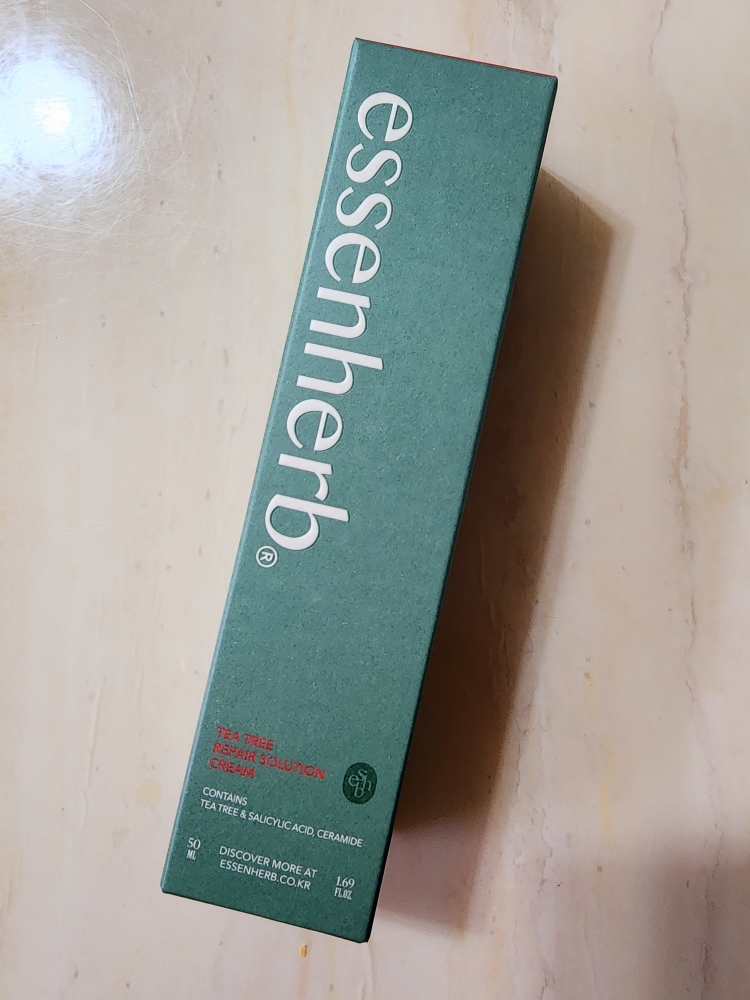 essenherb®
TEA TREE
REPAIR SOLUTION
CREAM
eshb
CONTAINS
TEA TREE & SALICYLIC ACID, CERAMIDE
50
ML
DISCOVER MORE AT
ESSENHERB.CO.KR
1.69
FL.OZ.